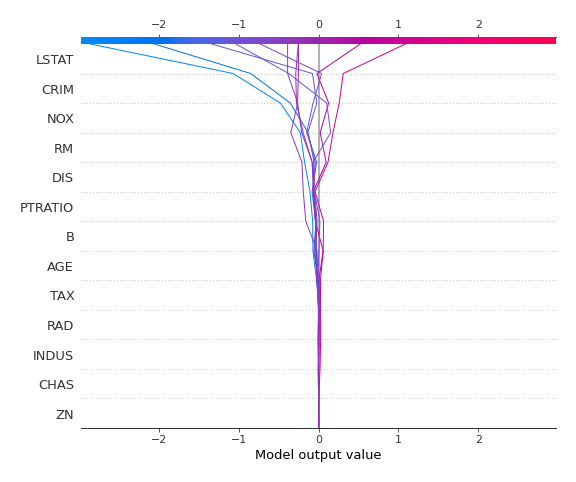 −2 −1 0 1 2
LSTAT
CRIM
NOX
RM
DIS
PTRATIO
B
AGE
TAX
RAD
INDUS
CHAS
ZN
−2 −1 0 1 2
Model output value